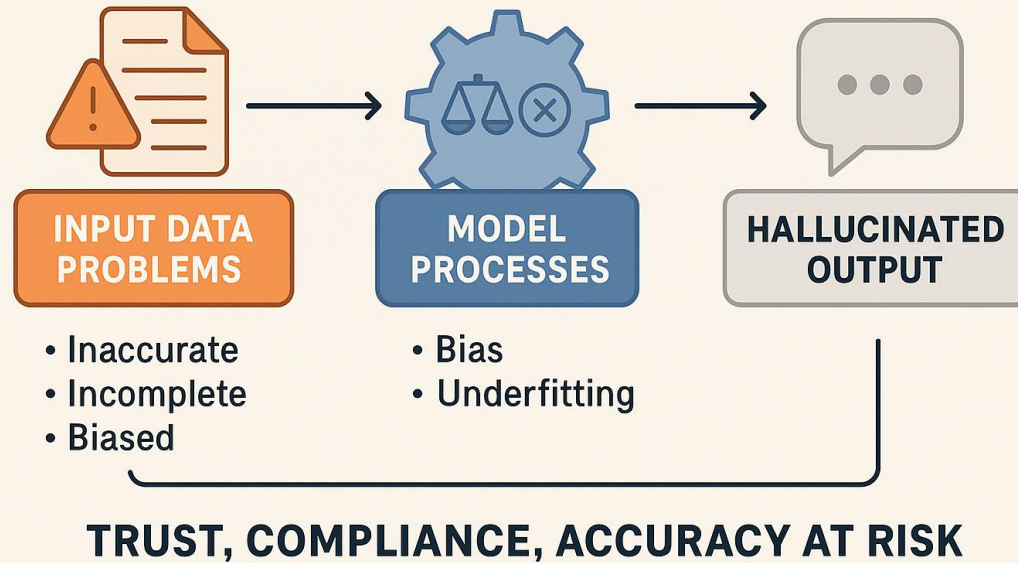 INPUT DATA
PROBLEMS
MODEL
PROCESSES
HALLUCINATED
OUTPUT
• Inaccurate
• Incomplete
• Biased
• Bias
• Underfitting
TRUST, COMPLIANCE, ACCURACY AT RISK